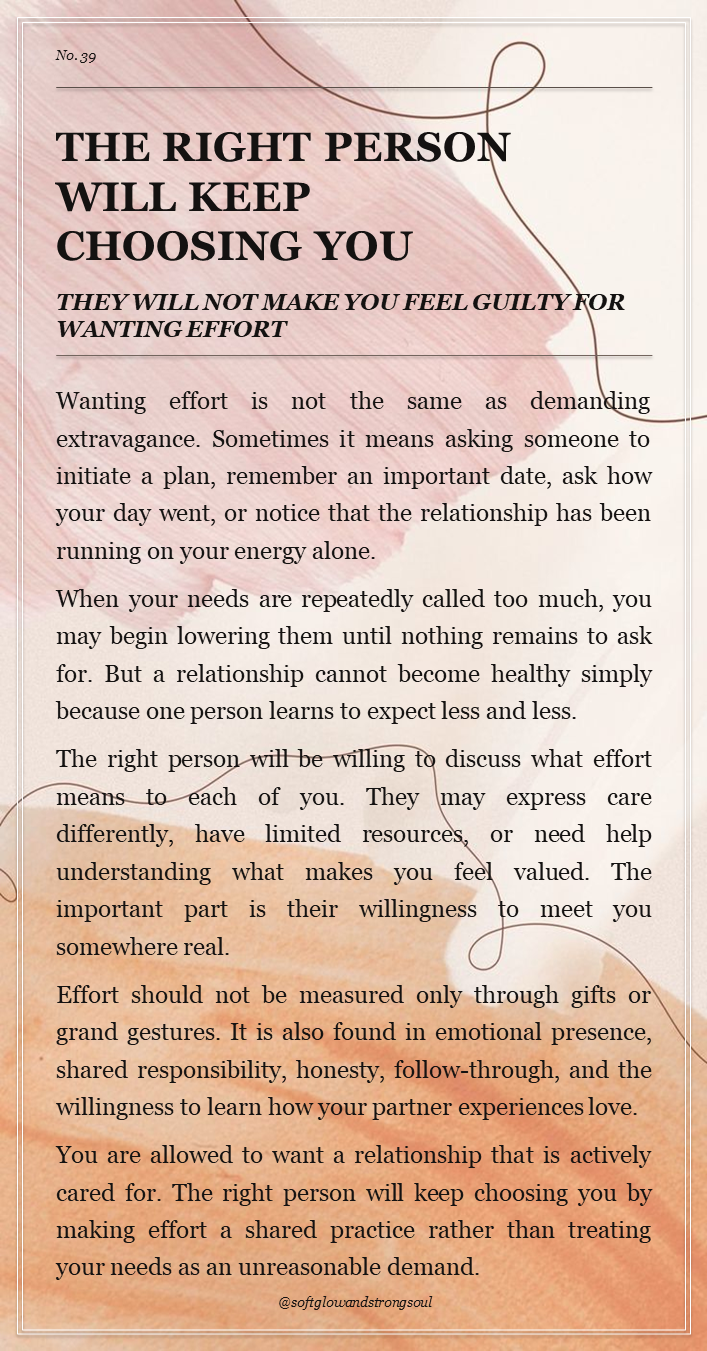 No. 39
THE RIGHT PERSON
WILL KEEP
CHOOSING YOU
THEY WILL NOT MAKE YOU FEEL GUILTY FOR
WANTING EFFORT
Wanting effort is not the same as demanding
extravagance. Sometimes it means asking someone to
initiate a plan, remember an important date, ask how
your day went, or notice that the relationship has been
running on your energy alone.
When your needs are repeatedly called too much, you
may begin lowering them until nothing remains to ask
for. But a relationship cannot become healthy simply
because one person learns to expect less and less.
The right person will be willing to discuss what effort
means to each of you. They may express care
differently, have limited resources, or need help
understanding what makes you feel valued. The
important part is their willingness to meet you
somewhere real.
Effort should not be measured only through gifts or
grand gestures. It is also found in emotional presence,
shared responsibility, honesty, follow-through, and the
willingness to learn how your partner experiences love.
You are allowed to want a relationship that is actively
cared for. The right person will keep choosing you by
making effort a shared practice rather than treating
your needs as an unreasonable demand.
@softglowandstrongsoul